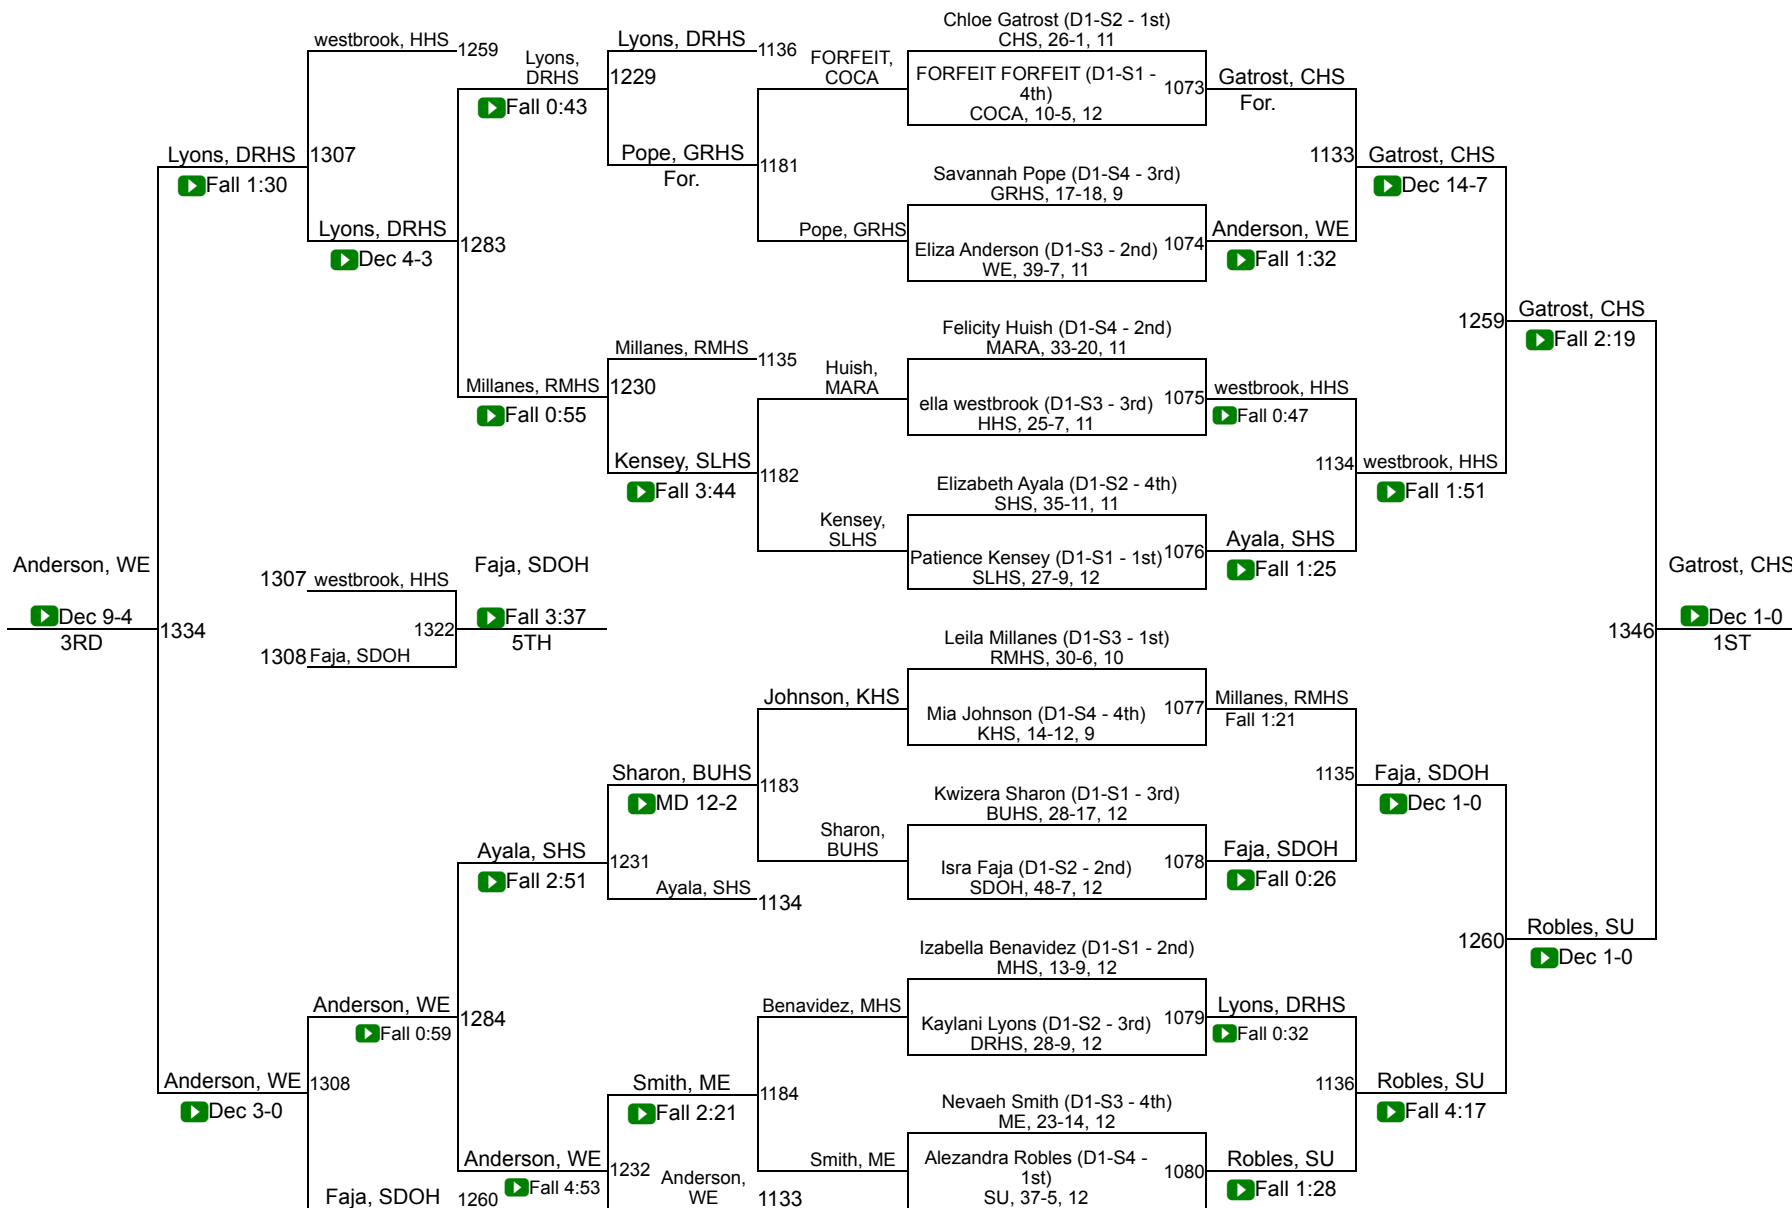 Chloe Gatrost (D1-S2 - 1st)
CHS, 26-1, 11
westbrook, HHS
1259
Lyons, DRHS
1136
Lyons,
DRHS
1229
FORFEIT,
COCA
FORFEIT FORFEIT (D1-S1 -
4th)
COCA, 10-5, 12
1073
Gatrost, CHS
For.
Fall 0:43
Lyons, DRHS
1307
Fall 1:30
Pope, GRHS
For.
1181
1133
Gatrost, CHS
Dec 14-7
Savannah Pope (D1-S4 - 3rd)
GRHS, 17-18, 9
Lyons, DRHS
Dec 4-3
1283
Pope, GRHS
Eliza Anderson (D1-S3 - 2nd)
WE, 39-7, 11
1074
Anderson, WE
Fall 1:32
Felicity Huish (D1-S4 - 2nd)
MARA, 33-20, 11
1259
Gatrost, CHS
Fall 2:19
Millanes, RMHS
1135
Huish,
MARA
Millanes, RMHS
1230
Fall 0:55
ella westbrook (D1-S3 - 3rd)
HHS, 25-7, 11
1075
westbrook, HHS
Fall 0:47
Kensey, SLHS
Fall 3:44
1182
1134
westbrook, HHS
Fall 1:51
Elizabeth Ayala (D1-S2 - 4th)
SHS, 35-11, 11
Kensey,
SLHS
Patience Kensey (D1-S1 - 1st)
SLHS, 27-9, 12
1076
Ayala, SHS
Fall 1:25
Anderson, WE
Dec 9-4
3RD
1334
1307
westbrook, HHS
1322
1308
Faja, SDOH
Faja, SDOH
Fall 3:37
5TH
1346
Gatrost, CHS
Dec 1-0
1ST
Leila Millanes (D1-S3 - 1st)
RMHS, 30-6, 10
Johnson, KHS
Mia Johnson (D1-S4 - 4th)
KHS, 14-12, 9
1077
Millanes, RMHS
Fall 1:21
Sharon, BUHS
MD 12-2
1183
1135
Faja, SDOH
Dec 1-0
Kwizera Sharon (D1-S1 - 3rd)
BUHS, 28-17, 12
Sharon,
BUHS
Ayala, SHS
Fall 2:51
1231
Isra Faja (D1-S2 - 2nd)
SDOH, 48-7, 12
1078
Faja, SDOH
Fall 0:26
Ayala, SHS
1134
Izabella Benavidez (D1-S1 - 2nd)
MHS, 13-9, 12
1260
Robles, SU
Dec 1-0
Anderson, WE
Fall 0:59
1284
Benavidez, MHS
Kaylani Lyons (D1-S2 - 3rd)
DRHS, 28-9, 12
1079
Lyons, DRHS
Fall 0:32
Anderson, WE
Dec 3-0
1308
Smith, ME
Fall 2:21
1184
1136
Robles, SU
Fall 4:17
Nevaeh Smith (D1-S3 - 4th)
ME, 23-14, 12
Anderson, WE
Fall 4:53
1232
Smith, ME
Alezandra Robles (D1-S4 -
1st)
SU, 37-5, 12
1080
Robles, SU
Fall 1:28
Faja, SDOH
1260
Anderson,
WE
1133